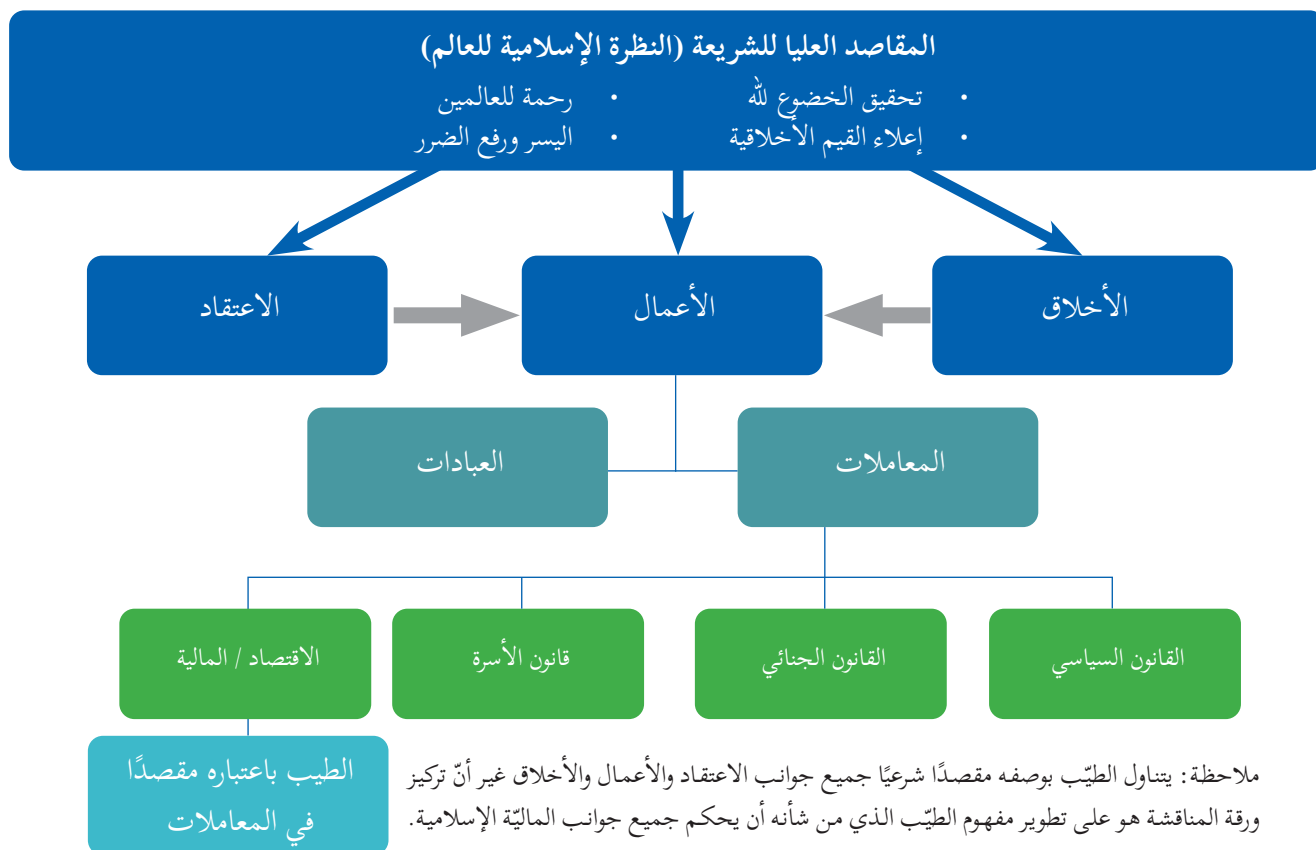 المقاصد العليا للشريعة (النظرة الإسلامية للعالم)
• تحقيق الخضوع لله • رحمة للعالمين
• إعلاء القيم الأخلاقية • اليسر ورفع الضرر
الأخلاق الأعمال الاعتقاد
المعاملات العبادات
القانون السياسي القانون الجنائي قانون الأسرة الاقتصاد / المالية
الطيب باعتباره مقصدًا
في المعاملات
ملاحظة: يتناول الطيّب بوصفه مقصدًا شرعيًا جميع جوانب الاعتقاد والأعمال والأخلاق غير أنّ تركيز
ورقة المناقشة هو على تطوير مفهوم الطيّب الذي من شأنه أن يحكم جميع جوانب الماليّة الإسلامية.